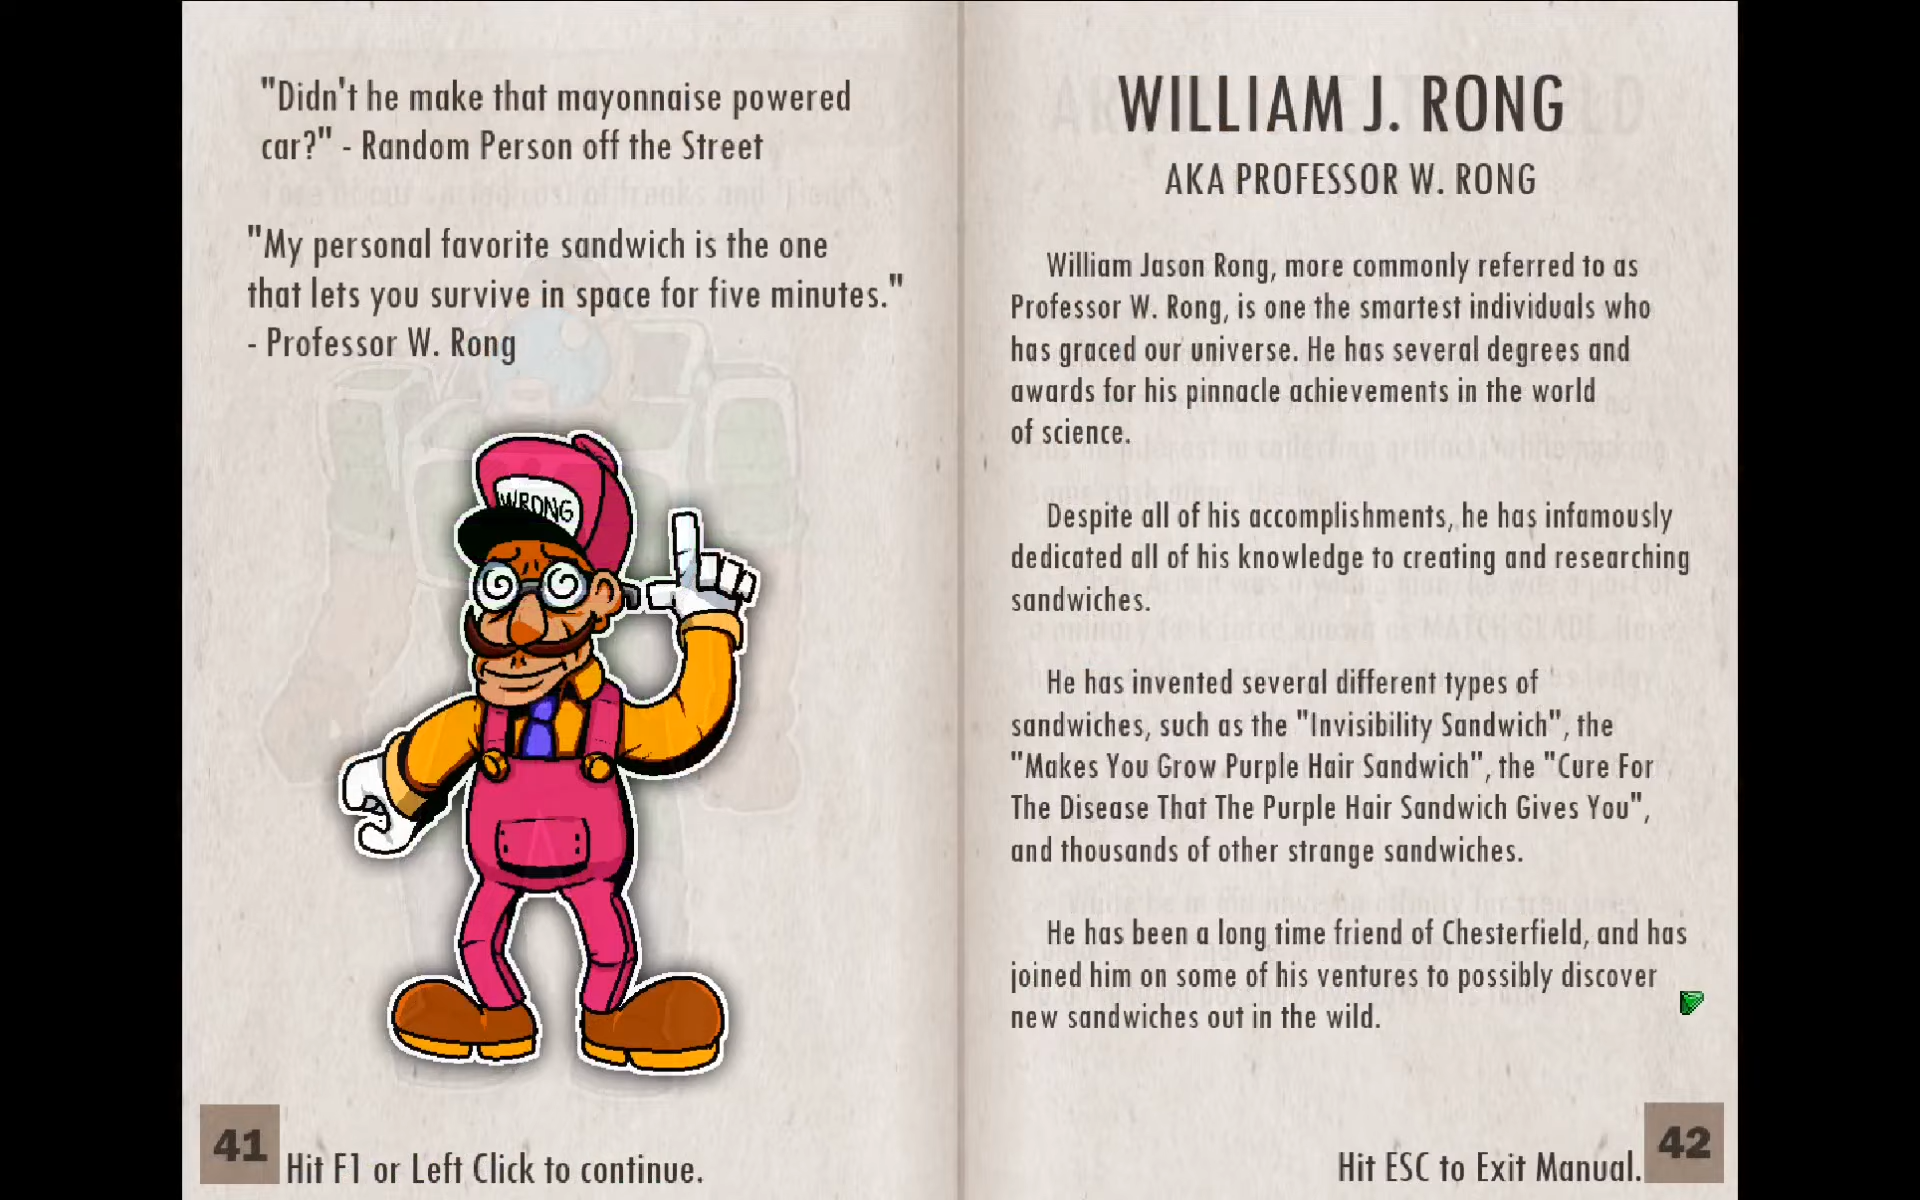 "Didn't he make that mayonnaise powered
car?" - Random Person off the Street
"My personal favorite sandwich is the one
that lets you survive in space for five minutes."
- Professor W. Rong
WRONG
41
Hit F1 or Left Click to continue.
WILLIAM J. RONG
AKA PROFESSOR W. RONG
William Jason Rong, more commonly referred to as
Professor W. Rong, is one the smartest individuals who
has graced our universe. He has several degrees and
awards for his pinnacle achievements in the world
of science.
Despite all of his accomplishments, he has infamously
dedicated all of his knowledge to creating and researching
sandwiches.
He has invented several different types of
sandwiches, such as the "Invisibility Sandwich", the
"Makes You Grow Purple Hair Sandwich", the "Cure For
The Disease That The Purple Hair Sandwich Gives You",
and thousands of other strange sandwiches.
He has been a long time friend of Chesterfield, and has
joined him on some of his ventures to possibly discover
new sandwiches out in the wild.
Hit ESC to Exit Manual.
42